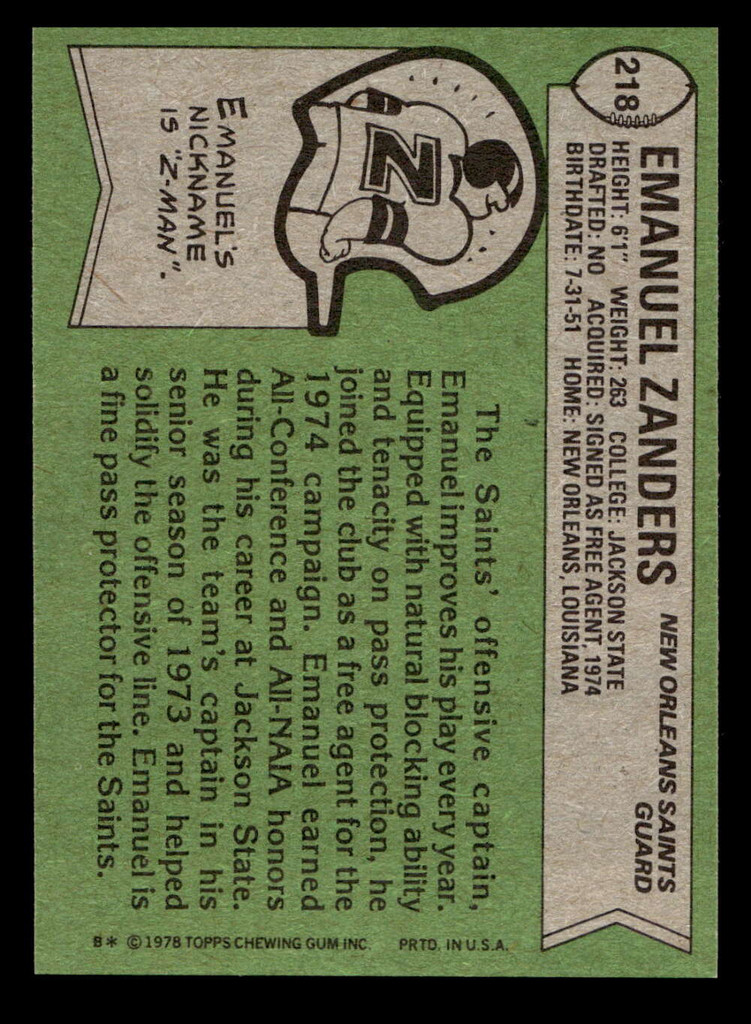 218
EMANUEL ZANDERS
NEW ORLEANS SAINTS
GUARD
HEIGHT: 6'1" WEIGHT: 263 COLLEGE: JACKSON STATE
DRAFTED: NO ACQUIRED: SIGNED AS FREE AGENT, 1974
BIRTHDATE: 7-31-51 HOME: NEW ORLEANS, LOUISIANA
Z
EMANUEL'S
NICKNAME
IS "Z-MAN".
The Saints' offensive captain,
Emanuel improves his play every year.
Equipped with natural blocking ability
and tenacity on pass protection, he
joined the club as a free agent for the
1974 campaign. Emanuel earned
All-Conference and All-NAIA honors
during his career at Jackson State.
He was the team's captain in his
senior season of 1973 and helped
solidify the offensive line. Emanuel is
a fine pass protector for the Saints.
B* © 1978 TOPPS CHEWING GUM INC. PRTD. IN U.S.A.